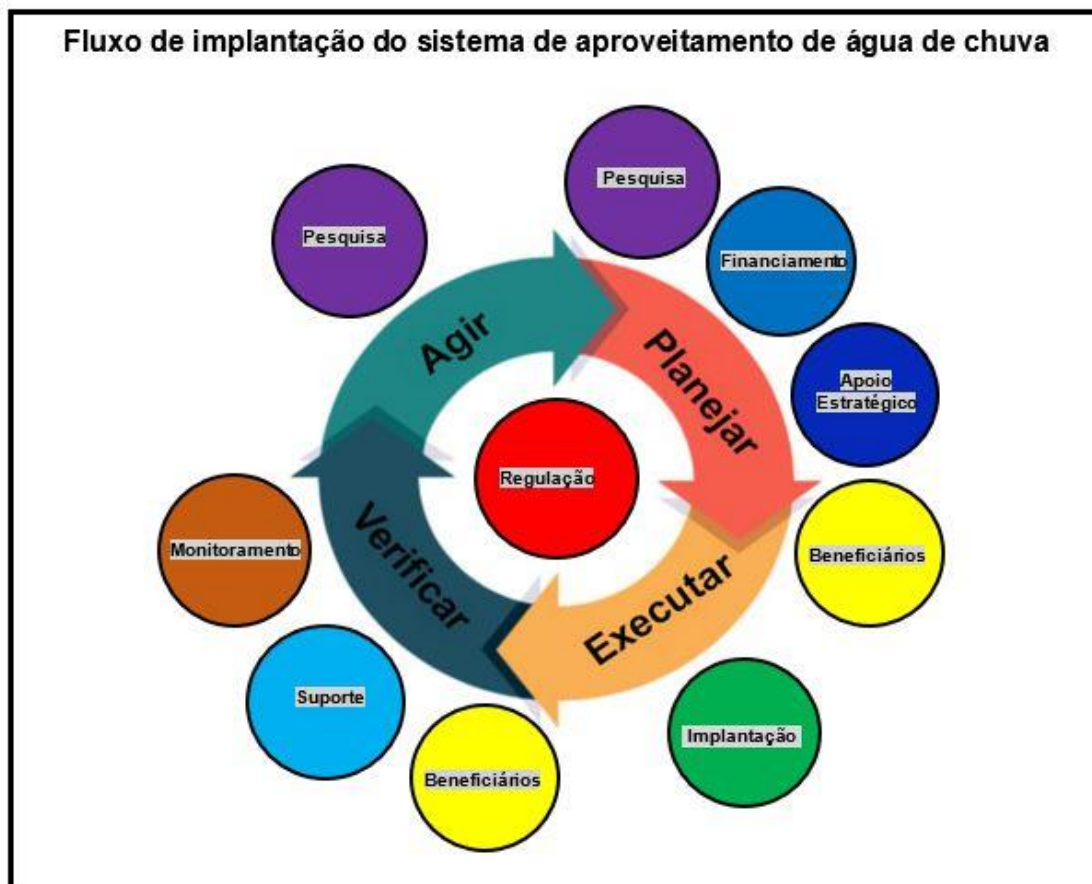 Fluxo de implantação do sistema de aproveitamento de água de chuva
Pesquisa
Pesquisa
Financiamento
Agir
Planejar
Apoio
Estratégico
Regulação
Monitoramento
Verificar
Executar
Beneficiários
Suporte
Implantação
Beneficiários